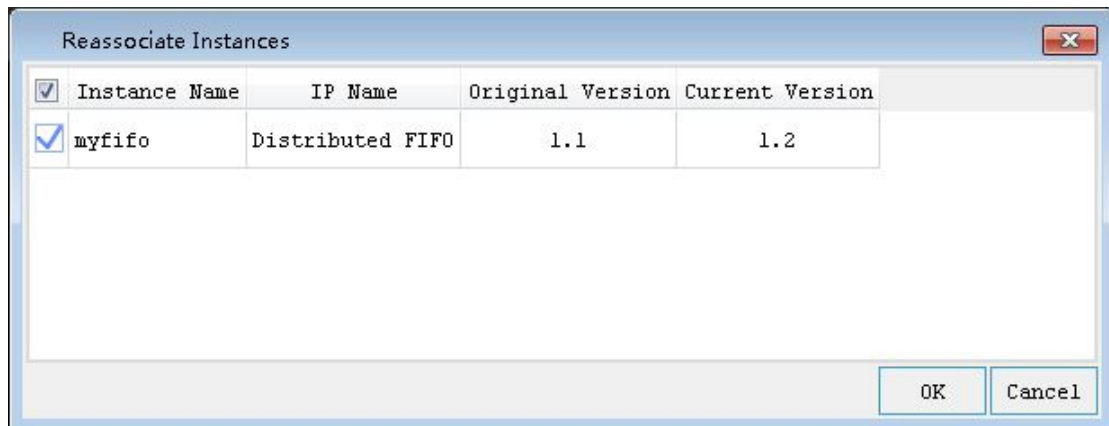 Reassociate Instances
Instance Name IP Name Original Version Current Version
myfifo Distributed FIFO 1.1 1.2
OK Cancel